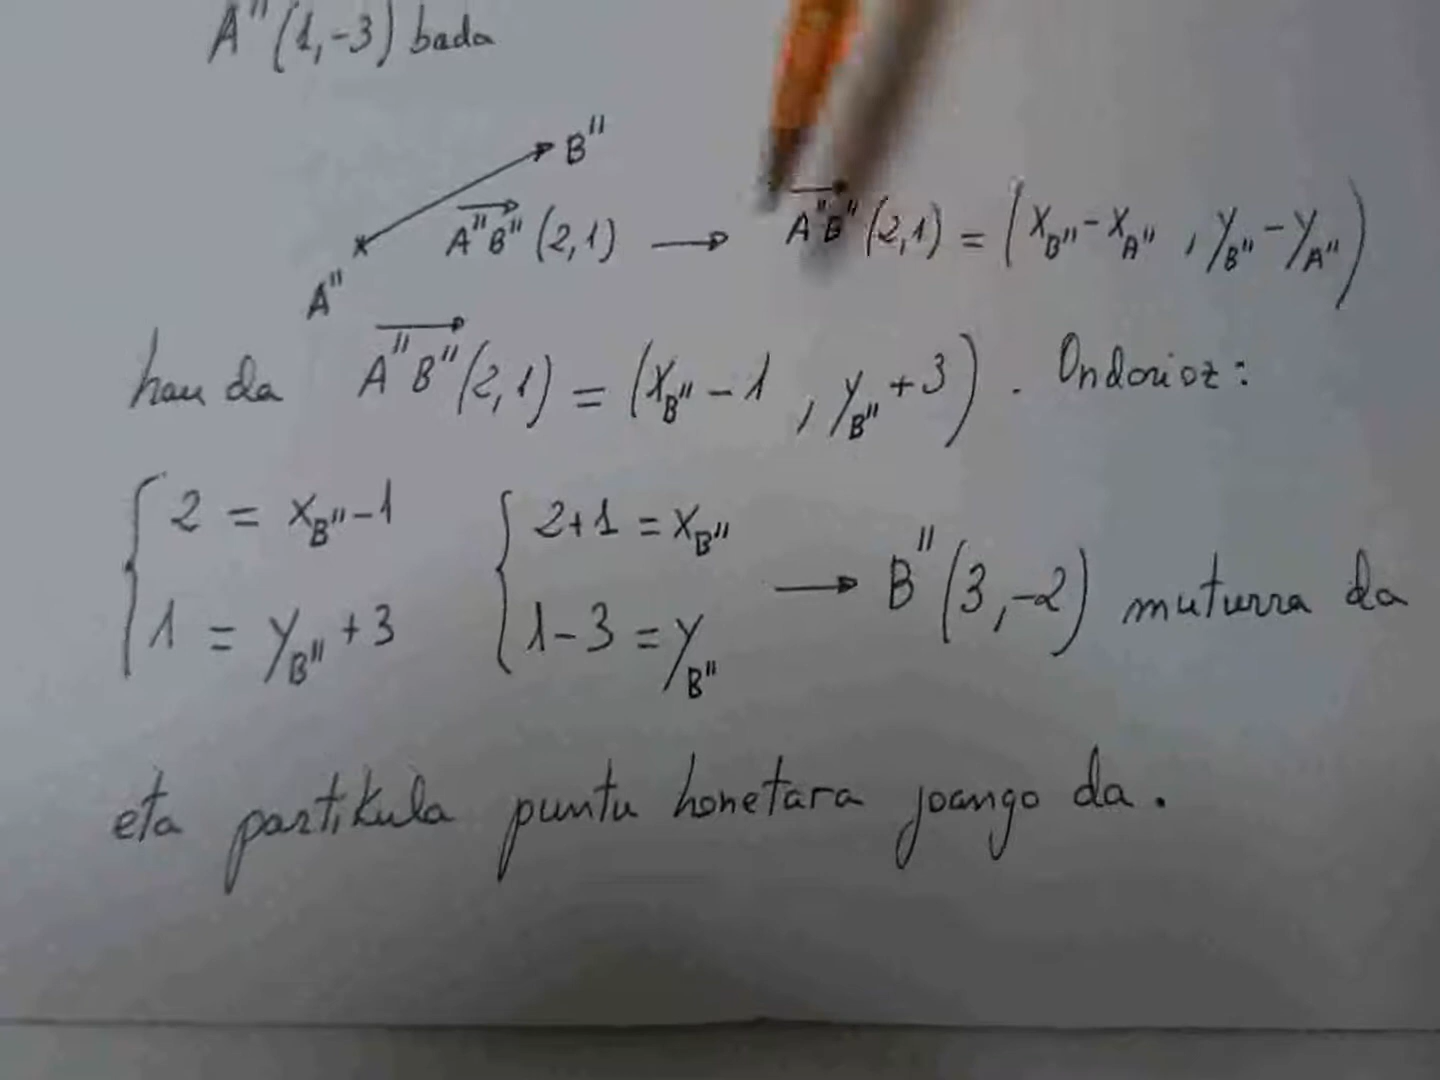 A''(1,-3) bada
B''
A''B''(2,1) → A''B''(2,1) = (x_B'' - x_A'' , y_B'' - y_A'')
A''
hau da A''B''(2,1) = (x_B'' - 1 , y_B'' + 3) . Ondorioz:
{ 2 = x_B'' - 1 { 2+1 = x_B''
1 = y_B'' + 3 1-3 = y_B'' → B''(3,-2) muturra da
eta partikula puntu honetara joango da.